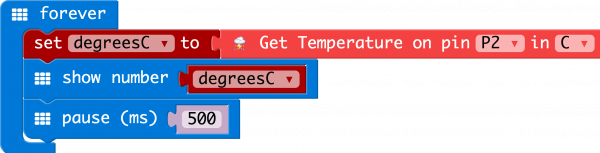 forever
set degreesC ▼ to Get Temperature on pin P2 ▼ in C ▼
show number degreesC ▼
pause (ms) 500